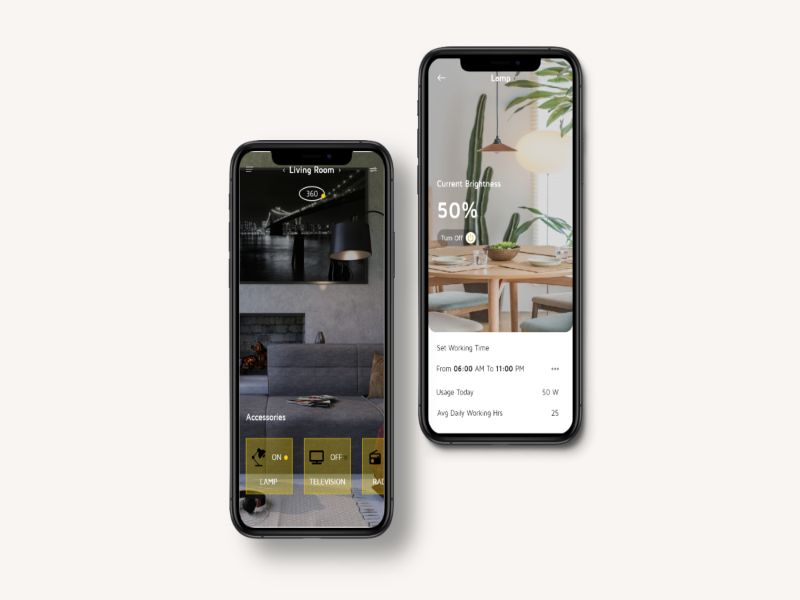 Living Room
360
Accessories
ON
OFF
LAMP
TELEVISION
RAD
Lamp
Current Brightness
50%
Turn Off
Set Working Time
From 06:00 AM To 11:00 PM
Usage Today 50 W
Avg Daily Working Hrs 25